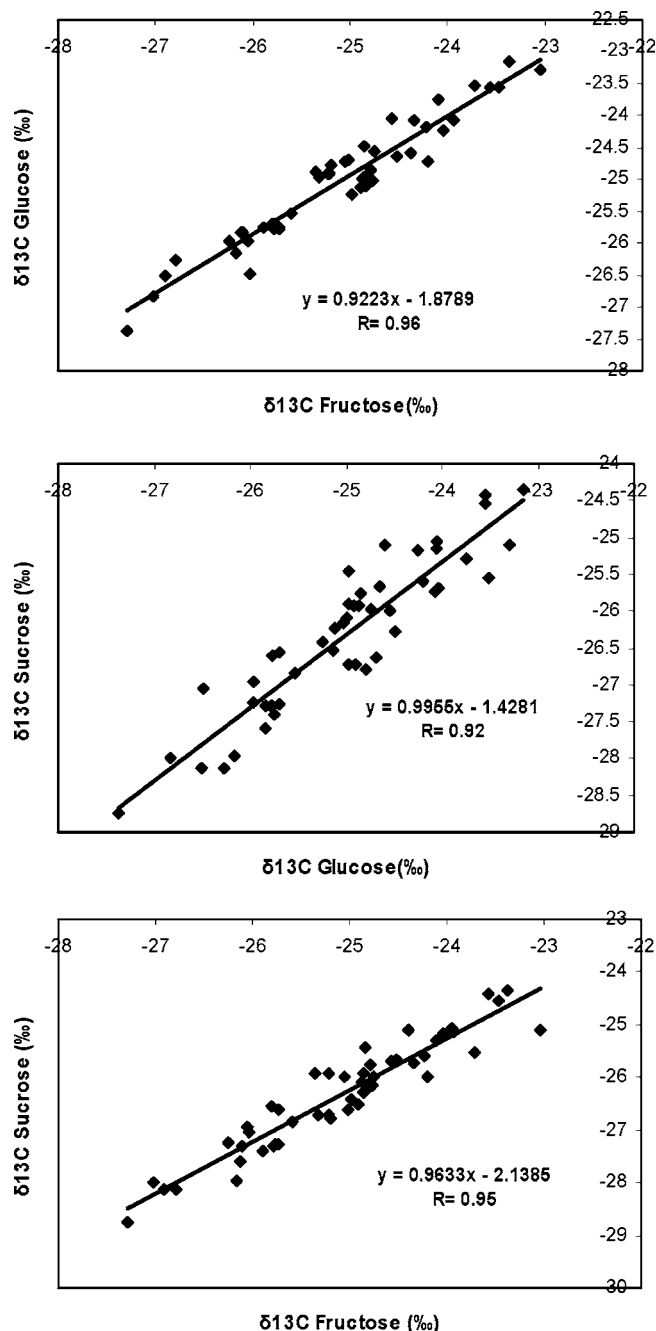 -28 -27 -26 -25 -24 -23 -22
22.5
-23
-23.5
-24
-24.5
-25
-25.5
-26
-26.5
-27
-27.5
28
δ13C Glucose (‰)
y = 0.9223x - 1.8789
R= 0.96
δ13C Fructose(‰)
-28 -27 -26 -25 -24 -23 -22
24
-24.5
-25
-25.5
-26
-26.5
-27
-27.5
-28
-28.5
29
δ13C Sucrose (‰)
y = 0.9955x - 1.4281
R= 0.92
δ13C Glucose(‰)
-28 -27 -26 -25 -24 -23 -22
23
-24
-25
-26
-27
-28
-29
30
δ13C Sucrose (‰)
y = 0.9633x - 2.1385
R= 0.95
δ13C Fructose (‰)